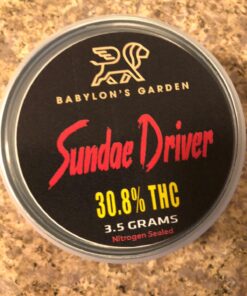 BABYLON'S GARDEN
Sundae Driver
30.8% THC
3.5 GRAMS
Nitrogen Sealed